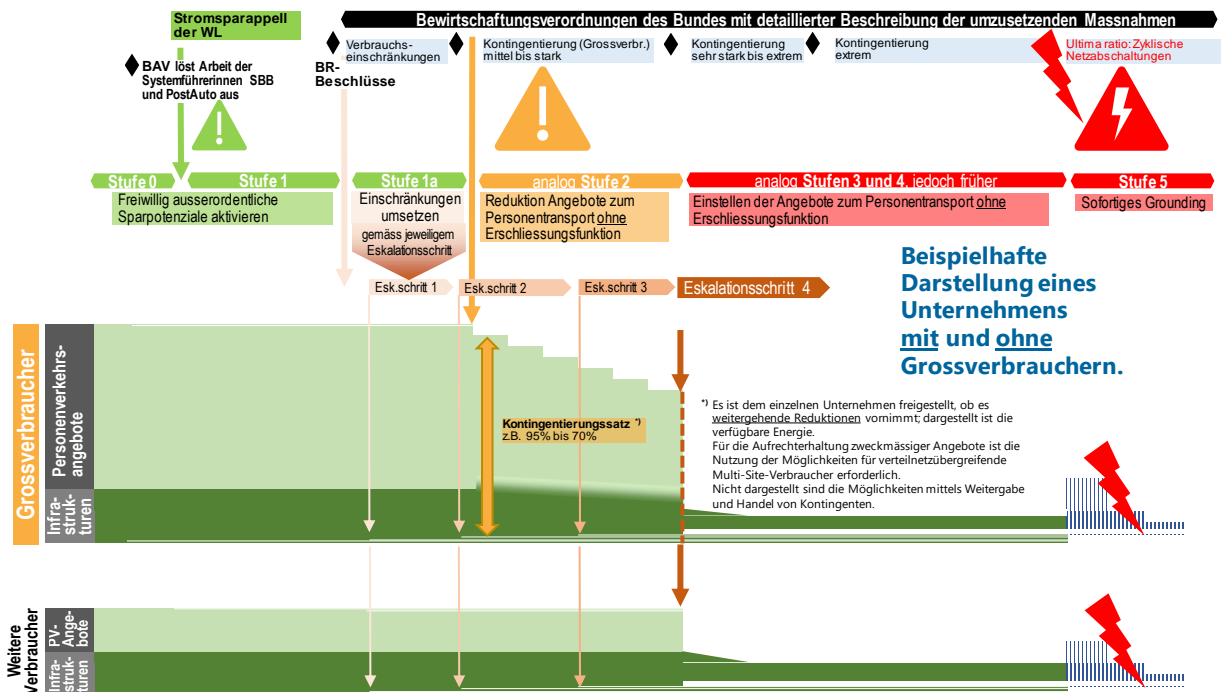 Stromsparappell
der WL
Bewirtschaftungsverordnungen des Bundes mit detaillierter Beschreibung der umzusetzenden Massnahmen
BAV löst Arbeit der
Systemführerinnen SBB
und PostAuto aus
BR-
Beschlüsse
Verbrauchs-
einschränkungen
Kontingentierung (Grossverbr.)
mittel bis stark
Kontingentierung
sehr stark bis extrem
Kontingentierung
extrem
Ultima ratio: Zyklische
Netzabschaltungen
Stufe 0
Stufe 1
Stufe 1a
analog Stufe 2
analog Stufen 3 und 4, jedoch früher
Stufe 5
Freiwillig ausserordentliche
Sparpotenziale aktivieren
Einschränkungen
umsetzen
gemäss jeweiligem
Eskalationsschritt
Reduktion Angebote zum
Personentransport ohne
Erschliessungsfunktion
Einstellen der Angebote zum Personentransport ohne
Erschliessungsfunktion
Sofortiges Grounding
Esk.schritt 1
Esk.schritt 2
Esk.schritt 3
Eskalationsschritt 4
Beispielhafte
Darstellung eines
Unternehmens
mit und ohne
Grossverbrauchern.
Grossverbraucher
Personenverkehrs-
angebote
Infra-
struk-
turen
Kontingentierungssatz *)
z.B. 95% bis 70%
*) Es ist dem einzelnen Unternehmen freigestellt, ob es
weitergehende Reduktionen vornimmt; dargestellt ist die
verfügbare Energie.
Für die Aufrechterhaltung zweckmässiger Angebote ist die
Nutzung der Möglichkeiten für verteilnetzübergreifende
Multi-Site-Verbraucher erforderlich.
Nicht dargestellt sind die Möglichkeiten mittels Weitergabe
und Handel von Kontingenten.
Weitere
Verbraucher
PV-
Ange-
bote
Infra-
struk-
turen